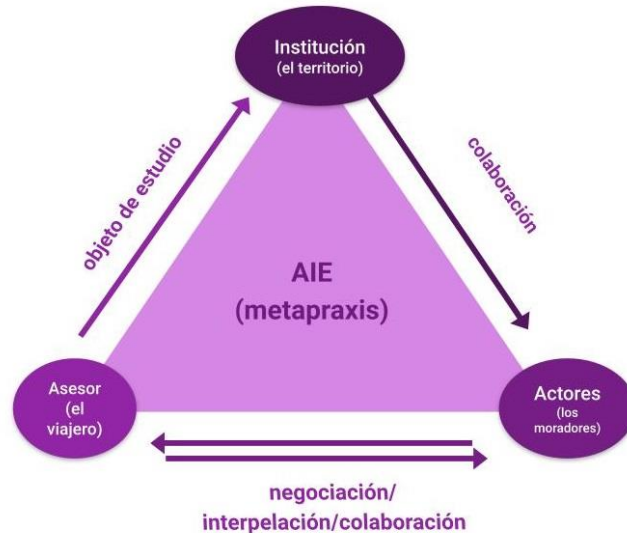 Institución
(el territorio)
objeto de estudio
colaboración
AIE
(metapraxis)
Asesor
(el
viajero)
Actores
(los
moradores)
negociación/
interpelación/colaboración